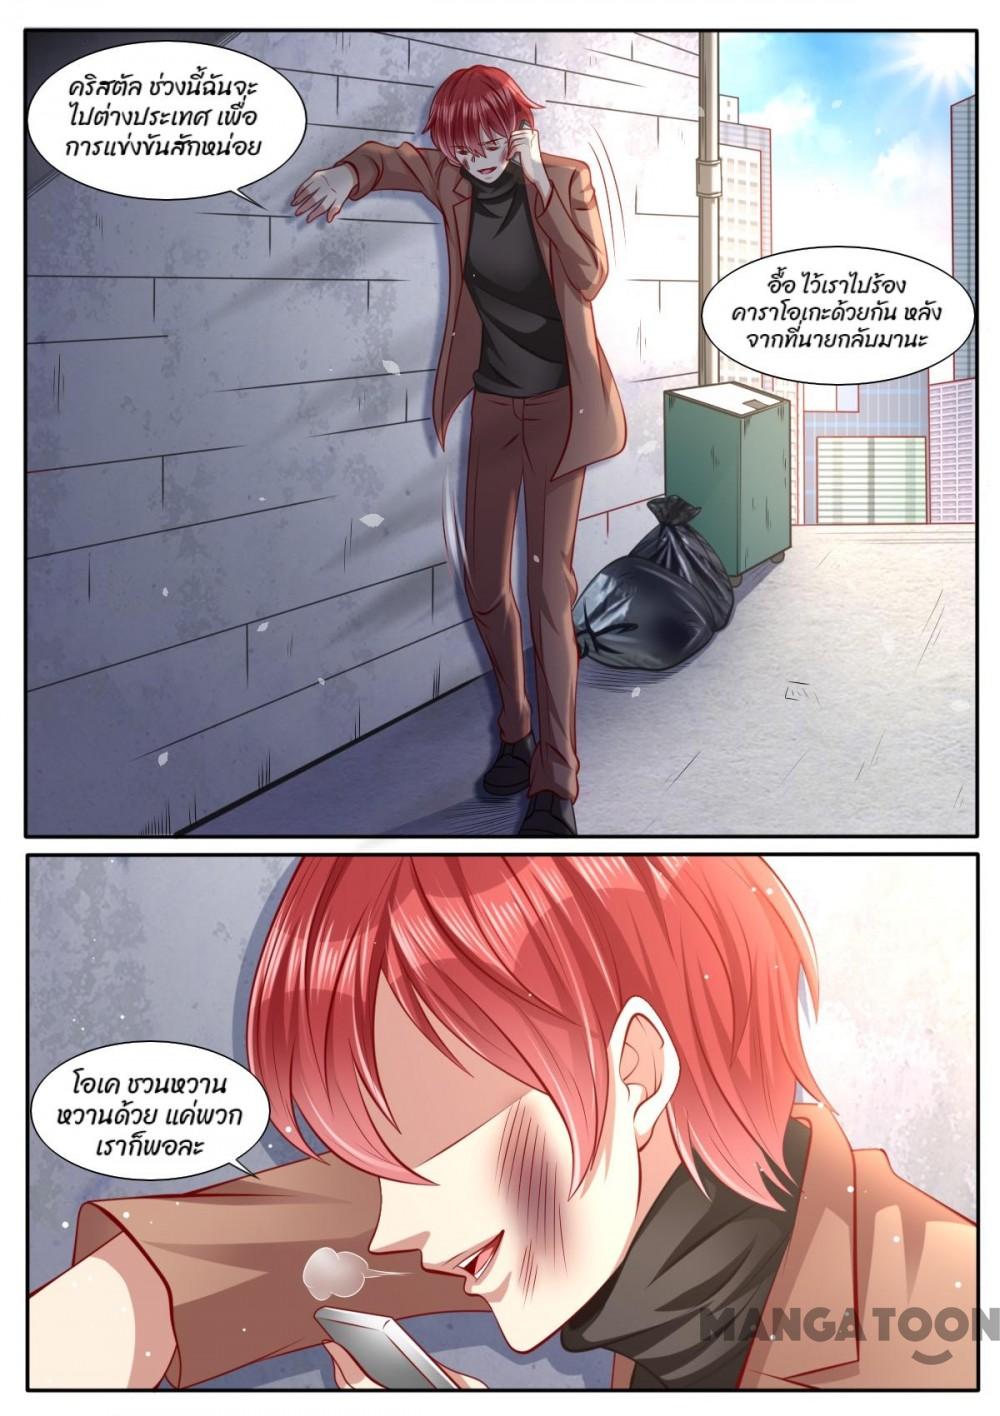 คริสตัล ช่วงนี้ฉันจะ
ไปต่างประเทศ เพื่อ
การแข่งขันสักหน่อย
อื้อ ไว้เราไปร้อง
คาราโอเกะด้วยกัน หลัง
จากที่นายกลับมานะ
โอเค ชวนหวาน
หวานด้วย แค่พวก
เราก็พอละ
MANGATOON